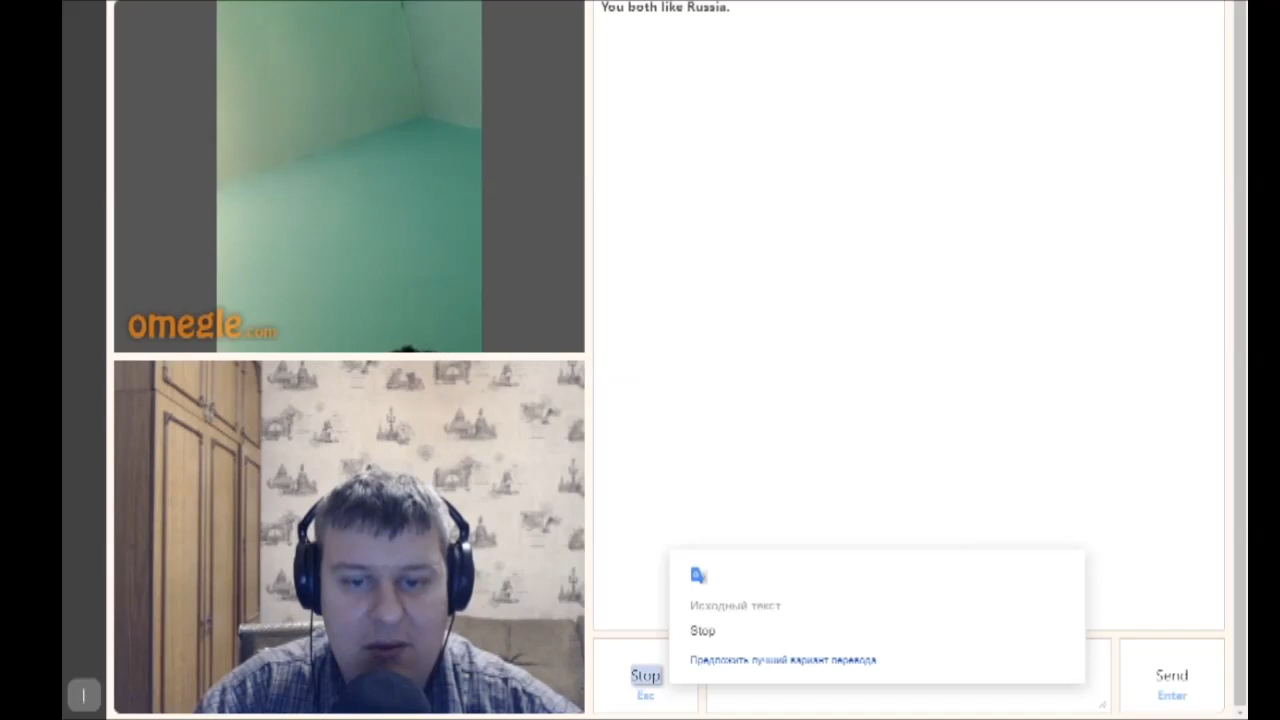 You both like Russia.
omegle.com
Исходный текст
Stop
Предложить лучший вариант перевода
Stop
Esc
Send
Enter